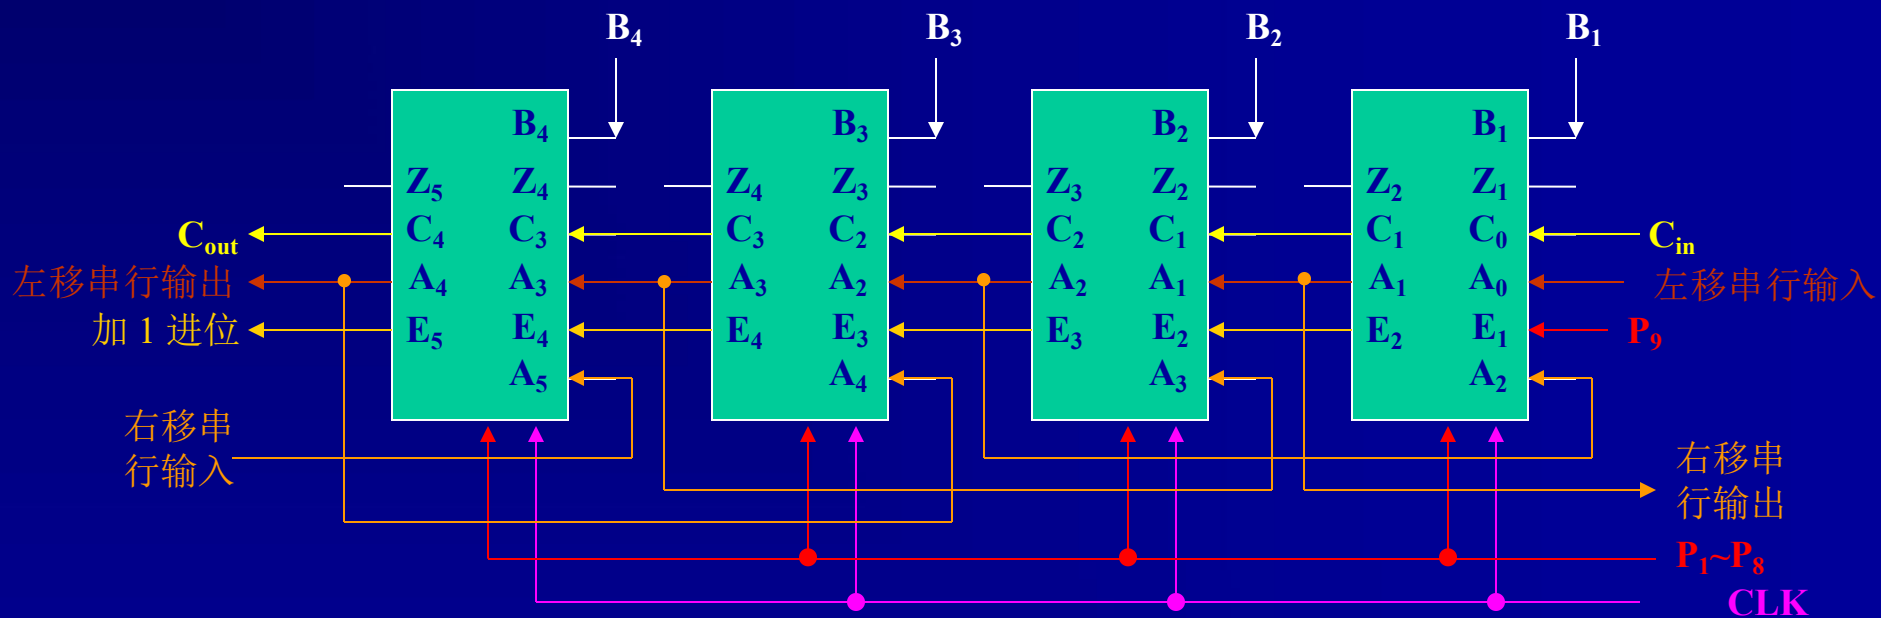 B₄ B₃ B₂ B₁
B₄ B₃ B₂ B₁
Z₅ Z₄ Z₄ Z₃ Z₃ Z₂ Z₂ Z₁
Cout C₄ C₃ C₃ C₂ C₂ C₁ C₁ C₀ Cin
左移串行输出 A₄ A₃ A₃ A₂ A₂ A₁ A₁ A₀ 左移串行输入
加 1 进位 E₅ E₄ E₄ E₃ E₃ E₂ E₂ E₁ P₉
A₅ A₄ A₃ A₂
右移串
行输入
右移串
行输出
P₁~P₈
CLK